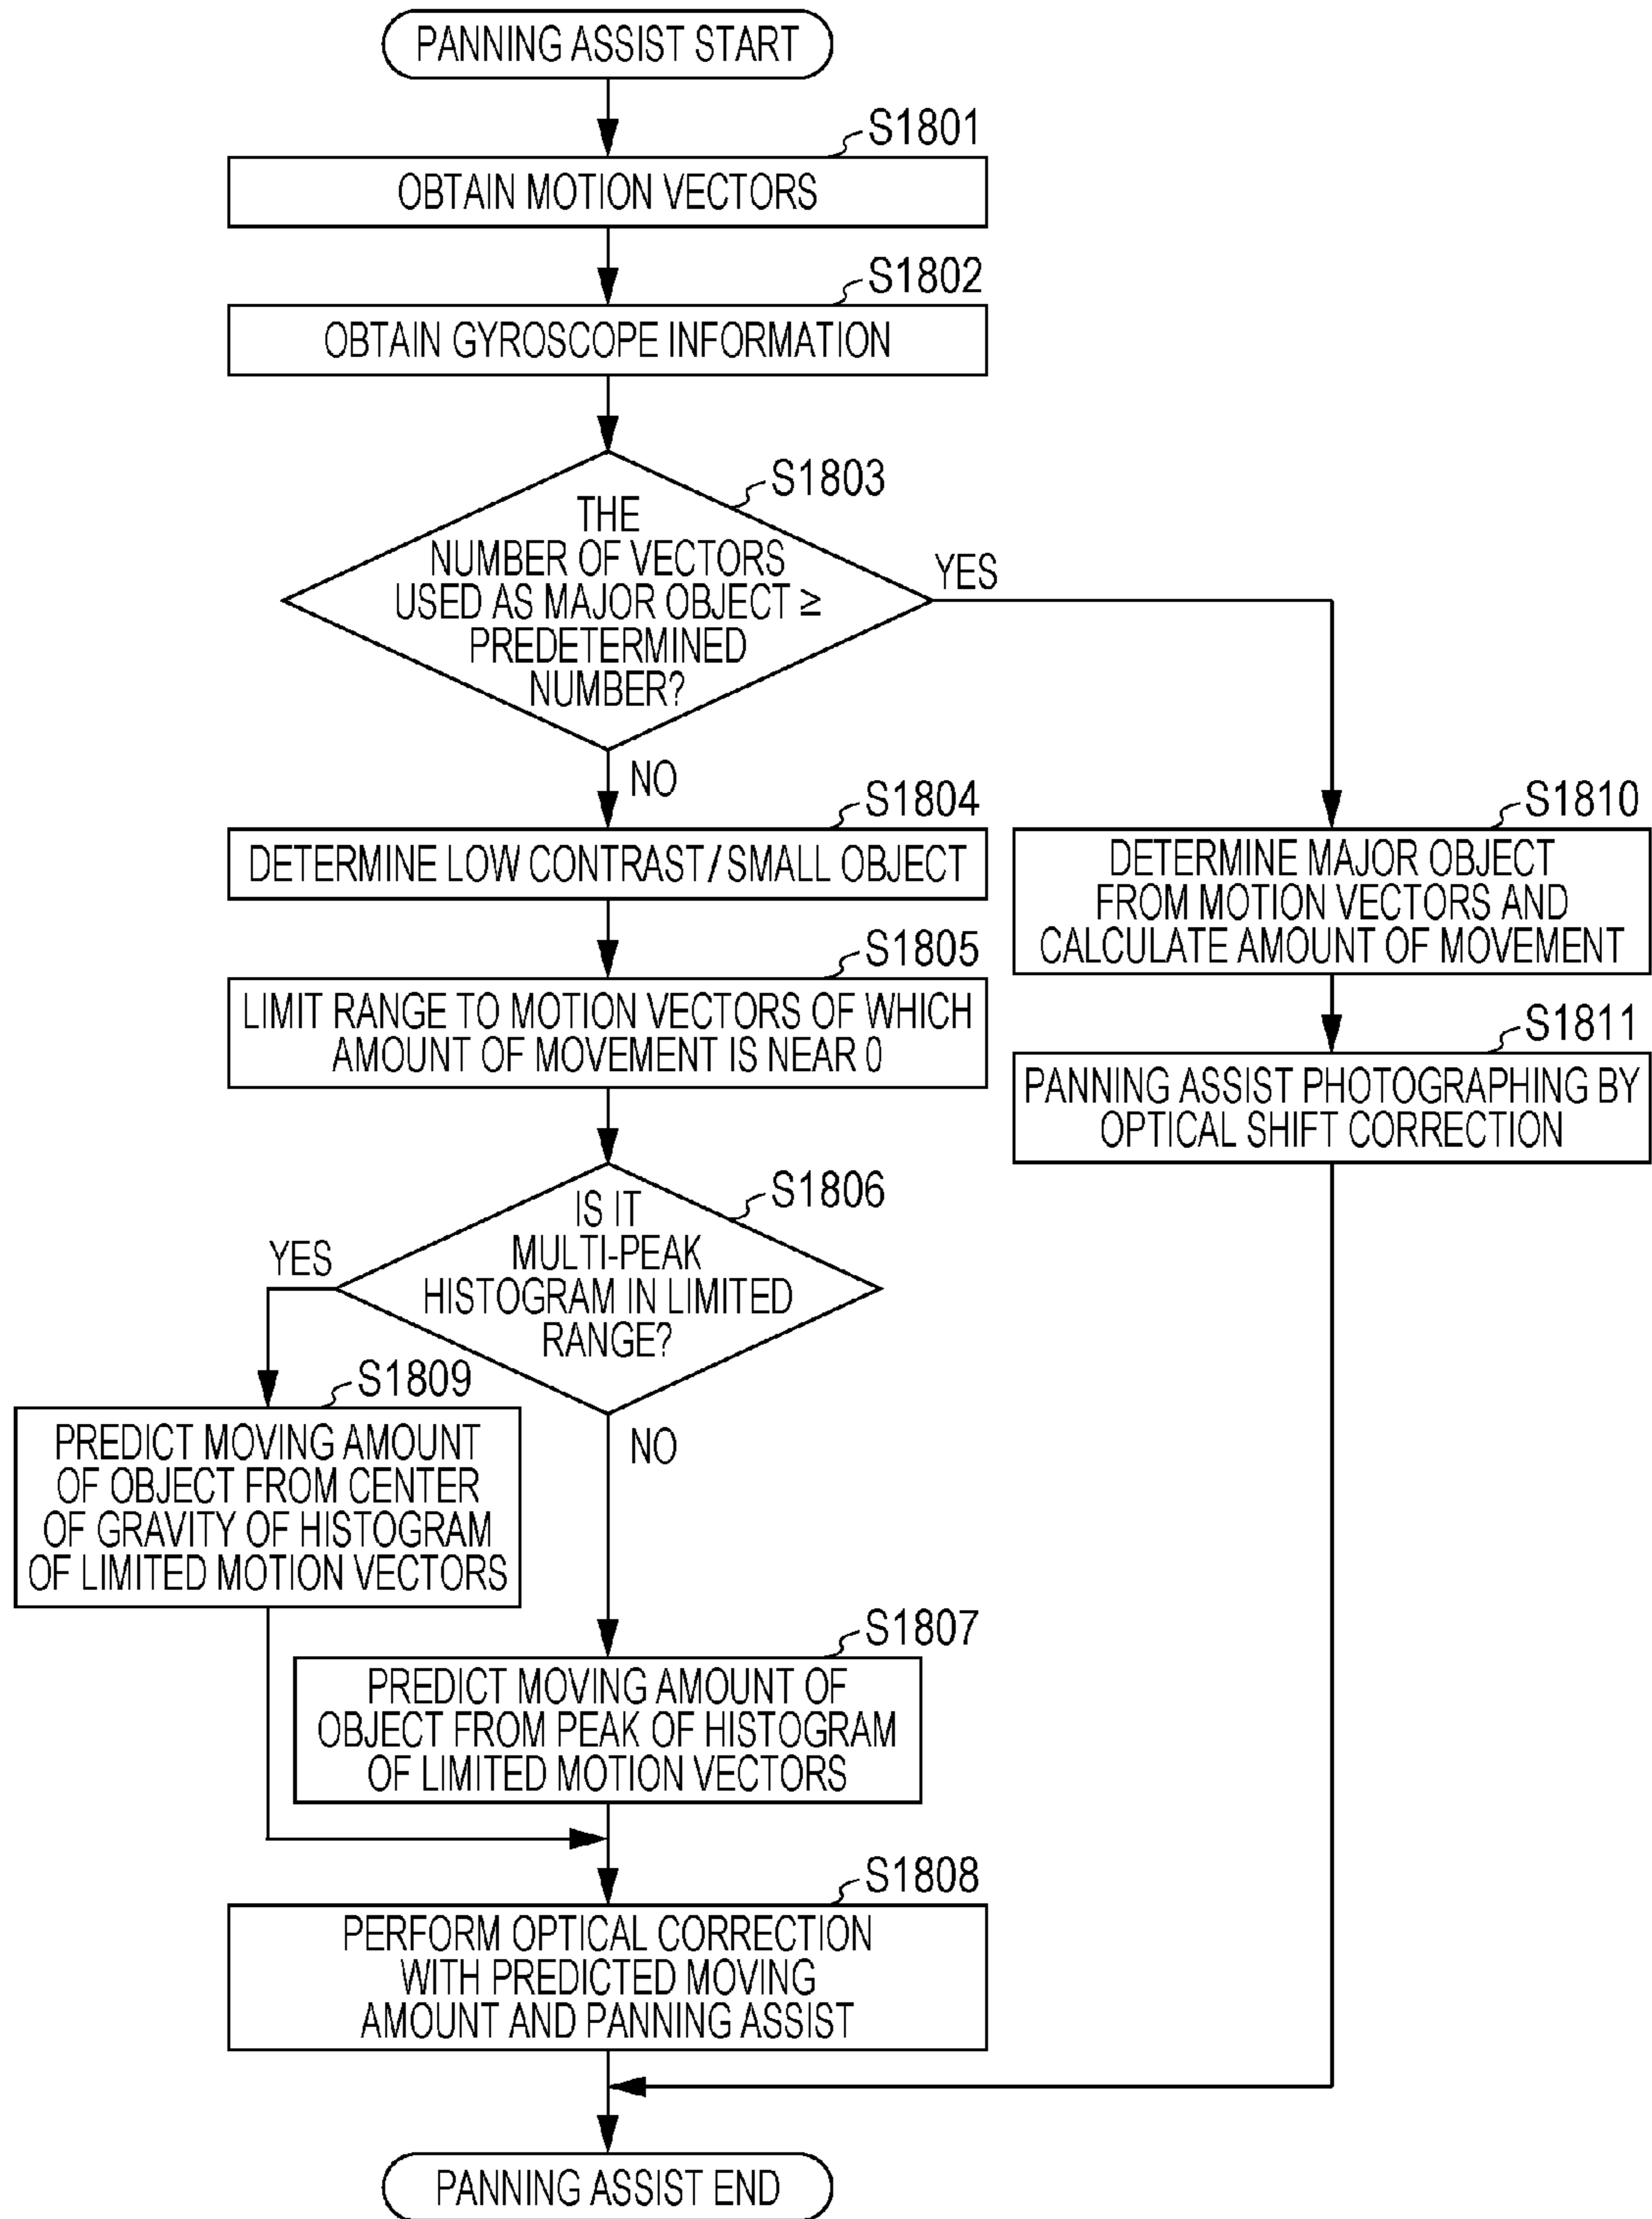 PANNING ASSIST START
S1801
OBTAIN MOTION VECTORS
S1802
OBTAIN GYROSCOPE INFORMATION
S1803
THE
NUMBER OF VECTORS
USED AS MAJOR OBJECT ≥
PREDETERMINED
NUMBER?
YES
NO
S1804
DETERMINE LOW CONTRAST/SMALL OBJECT
S1805
LIMIT RANGE TO MOTION VECTORS OF WHICH
AMOUNT OF MOVEMENT IS NEAR 0
S1810
DETERMINE MAJOR OBJECT
FROM MOTION VECTORS AND
CALCULATE AMOUNT OF MOVEMENT
S1811
PANNING ASSIST PHOTOGRAPHING BY
OPTICAL SHIFT CORRECTION
S1806
IS IT
MULTI-PEAK
HISTOGRAM IN LIMITED
RANGE?
YES
NO
S1809
PREDICT MOVING AMOUNT
OF OBJECT FROM CENTER
OF GRAVITY OF HISTOGRAM
OF LIMITED MOTION VECTORS
S1807
PREDICT MOVING AMOUNT OF
OBJECT FROM PEAK OF HISTOGRAM
OF LIMITED MOTION VECTORS
S1808
PERFORM OPTICAL CORRECTION
WITH PREDICTED MOVING
AMOUNT AND PANNING ASSIST
PANNING ASSIST END